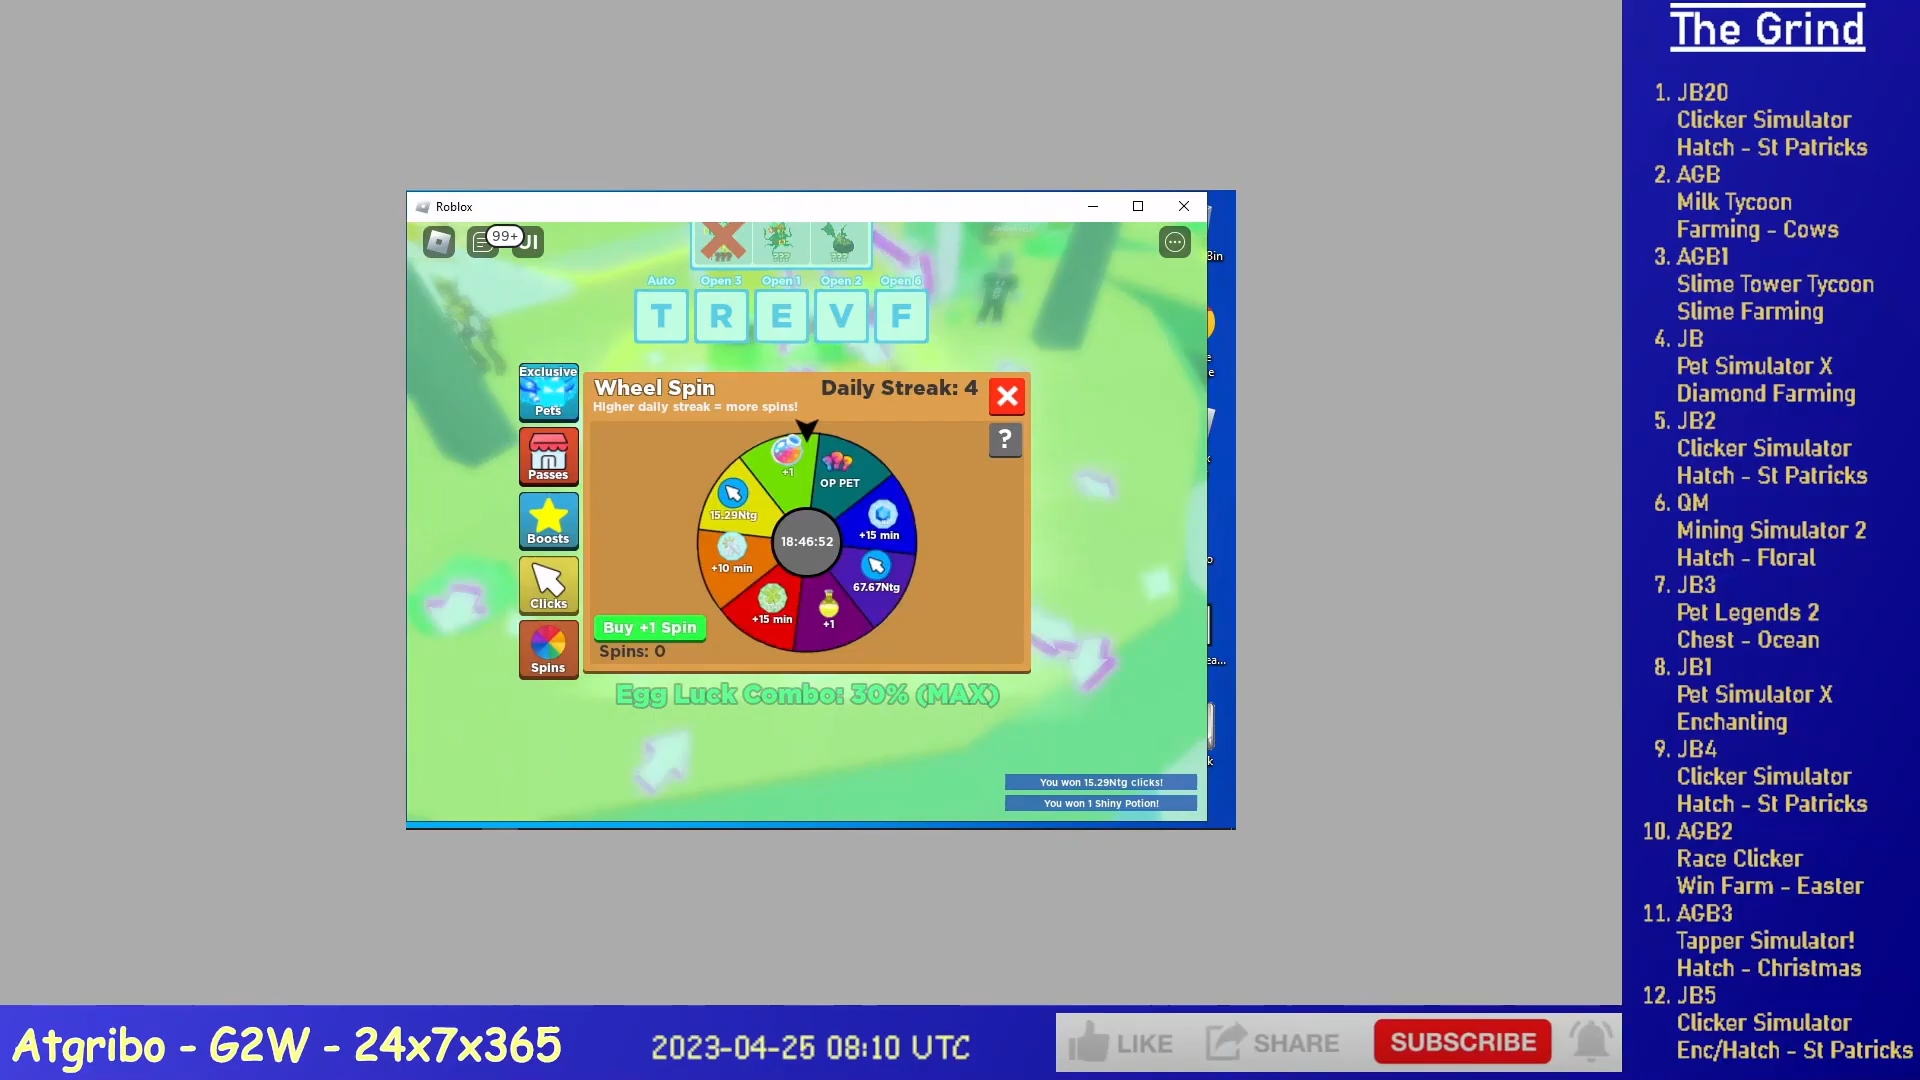 Roblox
99+
UI
???
???
???
Auto
Open 3
Open 1
Open 2
Open 6
T
R
E
V
F
Exclusive
Pets
Passes
Boosts
Clicks
Spins
Wheel Spin
Daily Streak: 4
Higher daily streak = more spins!
?
+1
OP PET
15.29Ntg
+15 min
18:46:52
+10 min
67.67Ntg
+15 min
+1
Buy +1 Spin
Spins: 0
Egg Luck Combo: 30% (MAX)
You won 15.29Ntg clicks!
You won 1 Shiny Potion!
Bin
The Grind
1. JB20
Clicker Simulator
Hatch - St Patricks
2. AGB
Milk Tycoon
Farming - Cows
3. AGB1
Slime Tower Tycoon
Slime Farming
4. JB
Pet Simulator X
Diamond Farming
5. JB2
Clicker Simulator
Hatch - St Patricks
6. QM
Mining Simulator 2
Hatch - Floral
7. JB3
Pet Legends 2
Chest - Ocean
8. JB1
Pet Simulator X
Enchanting
9. JB4
Clicker Simulator
Hatch - St Patricks
10. AGB2
Race Clicker
Win Farm - Easter
11. AGB3
Tapper Simulator!
Hatch - Christmas
12. JB5
Clicker Simulator
Enc/Hatch - St Patricks
Atgribo - G2W - 24x7x365
2023-04-25 08:10 UTC
LIKE
SHARE
SUBSCRIBE